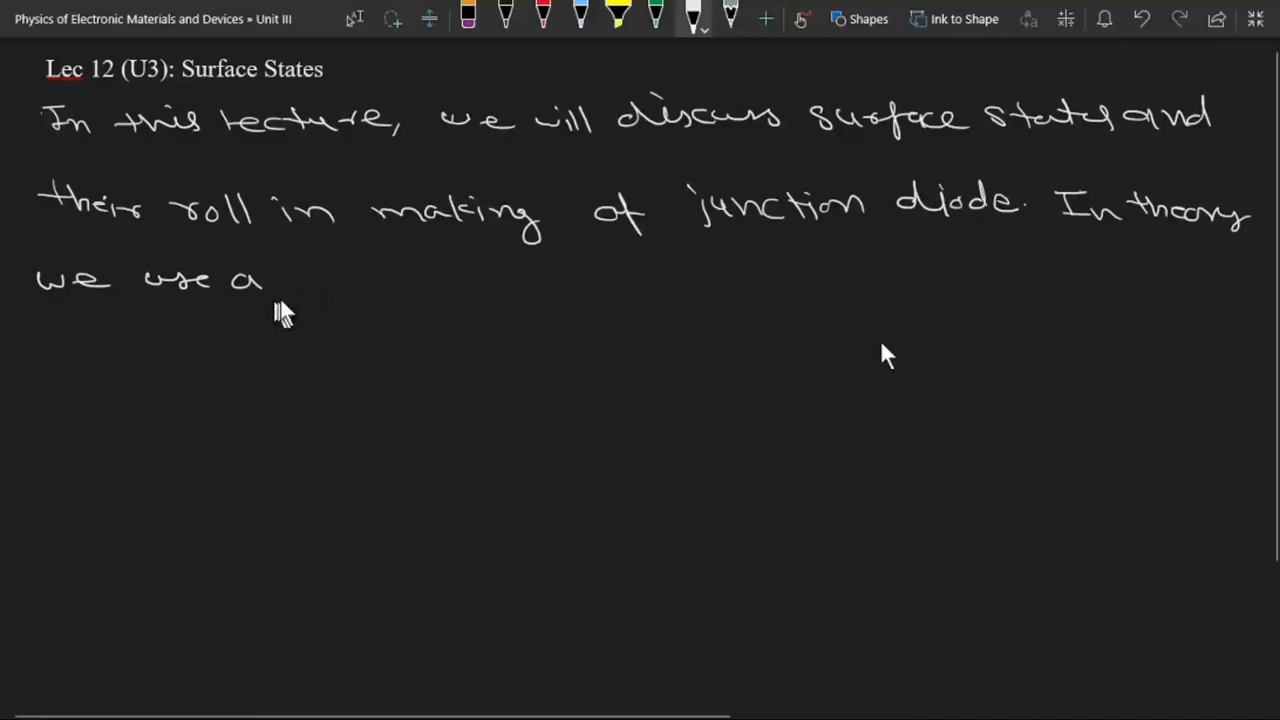 Physics of Electronic Materials and Devices » Unit III
Shapes
Ink to Shape
Lec 12 (U3): Surface States
In this lecture, we will discuss surface states and
their roll in making of junction diode. In theory
we use a